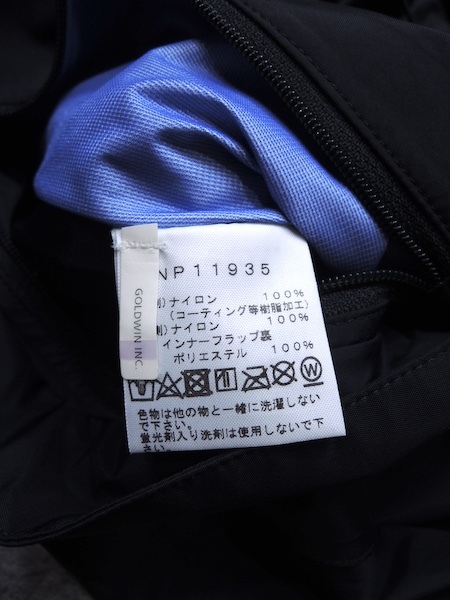 NP11935
GOLDWIN INC.
)ナイロン 100%
(コーティング等樹脂加工)
)ナイロン 100%
インナーフラップ裏
ポリエステル 100%
W
色物は他の物と一緒に洗濯しない
で下さい。
蛍光剤入り洗剤は使用しないで下
さい。